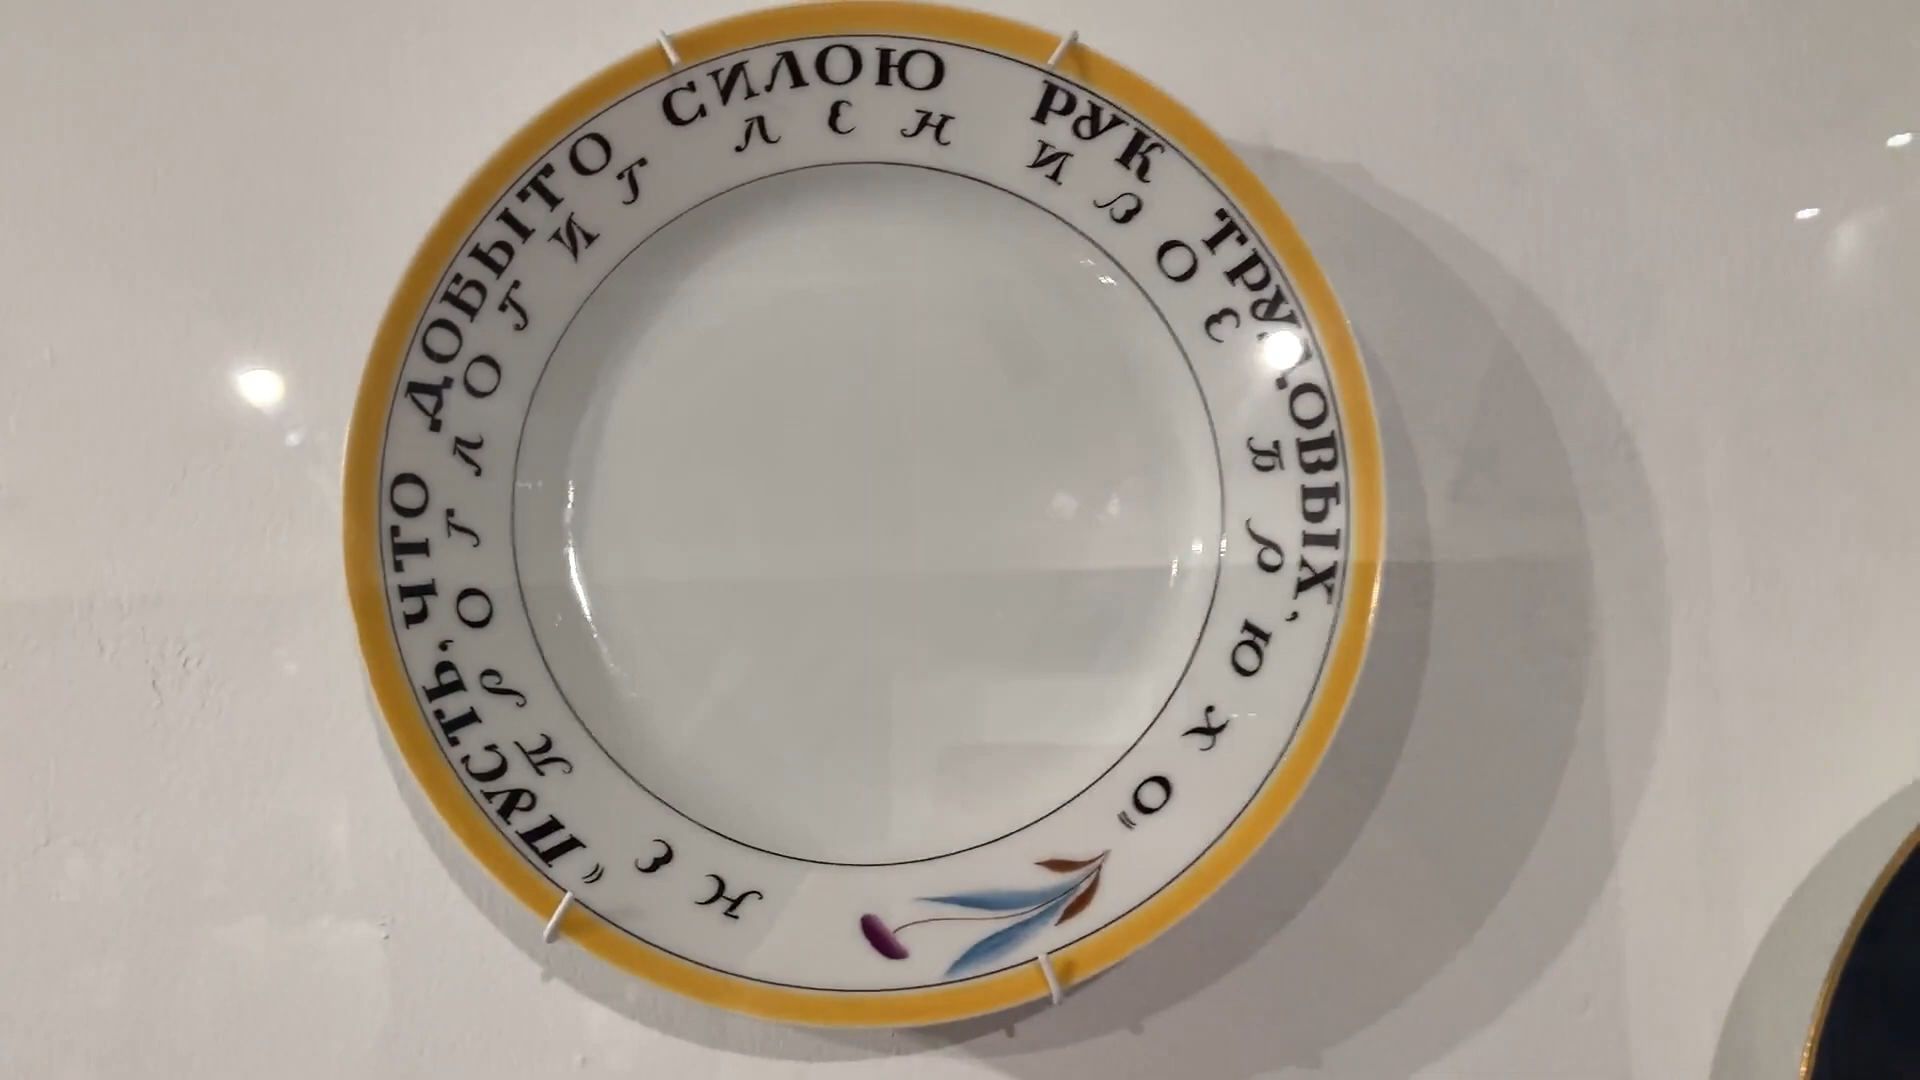 "ПУСТЬ, ЧТО ДОБЫТО СИЛОЮ РУК ТРУДОВЫХ,
НЕ ПРОГЛОТИТ ЛЕНИВОЕ БРЮХО"